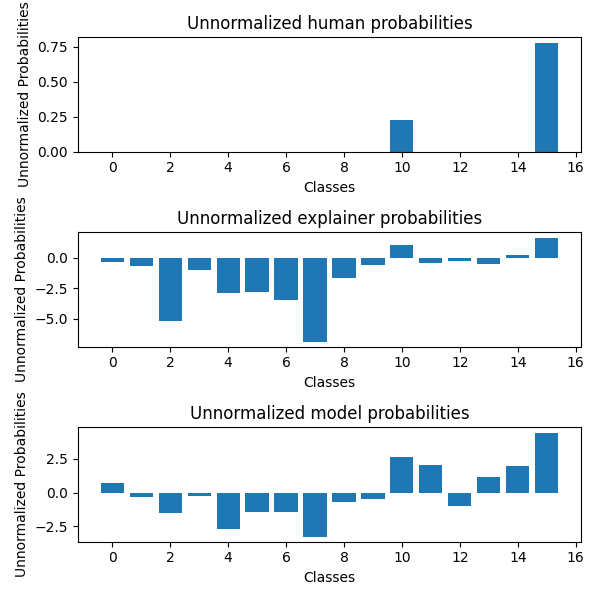 Unnormalized human probabilities
Unnormalized Probabilities
0.75
0.50
0.25
0.00
0 2 4 6 8 10 12 14 16
Classes
Unnormalized explainer probabilities
Unnormalized Probabilities
0.0
−2.5
−5.0
0 2 4 6 8 10 12 14 16
Classes
Unnormalized model probabilities
Unnormalized Probabilities
2.5
0.0
−2.5
0 2 4 6 8 10 12 14 16
Classes